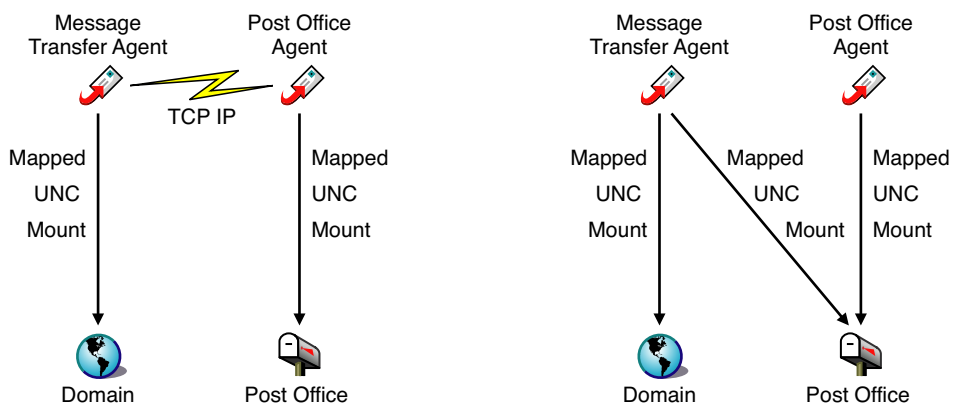 Message
Transfer Agent
Post Office
Agent
TCP IP
Mapped
UNC
Mount
Mapped
UNC
Mount
Domain
Post Office
Message
Transfer Agent
Post Office
Agent
Mapped
UNC
Mount
Mapped
UNC
Mount
Mapped
UNC
Mount
Domain
Post Office